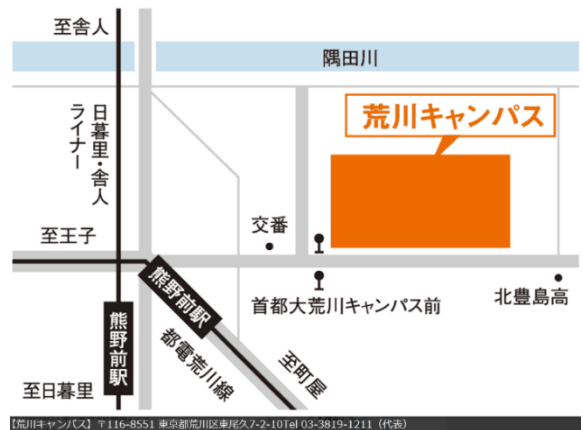 至舎人
隅田川
荒川キャンパス
日暮里・舎人
ライナー
交番
至王子
熊野前駅
首都大荒川キャンパス前
北豊島高
熊野前駅
都電荒川線
至町屋
至日暮里
【荒川キャンパス】〒116-8551 東京都荒川区東尾久7-2-10Tel 03-3819-1211（代表）